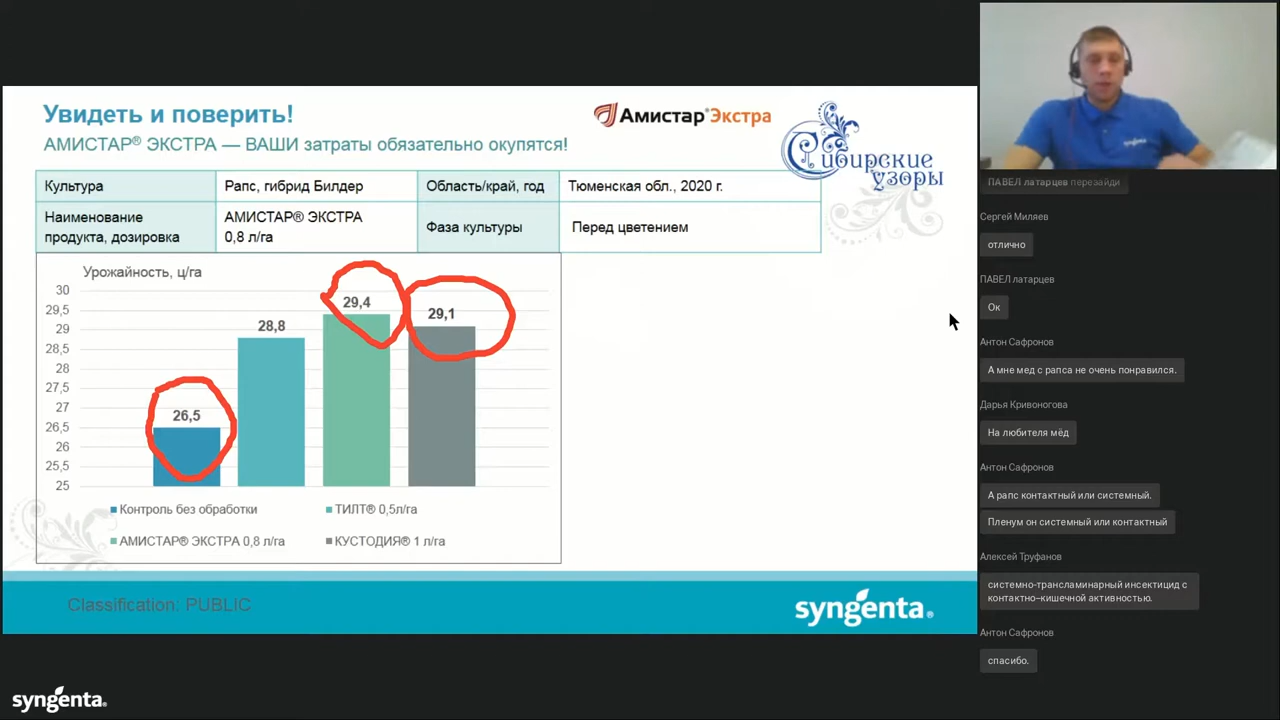 Увидеть и поверить!
АМИСТАР® ЭКСТРА — ВАШИ затраты обязательно окупятся!
Амистар® Экстра
Сибирские узоры
Культура
Рапс, гибрид Билдер
Область/край, год
Тюменская обл., 2020 г.
Наименование
продукта, дозировка
АМИСТАР® ЭКСТРА
0,8 л/га
Фаза культуры
Перед цветением
Урожайность, ц/га
30
29,5
29
28,5
28
27,5
27
26,5
26
25,5
25
26,5
28,8
29,4
29,1
Контроль без обработки
ТИЛТ® 0,5л/га
АМИСТАР® ЭКСТРА 0,8 л/га
КУСТОДИЯ® 1 л/га
Classification: PUBLIC
syngenta®
syngenta
syngenta
ПАВЕЛ латарцев перезайди
Сергей Миляев
отлично
ПАВЕЛ латарцев
Ок
Антон Сафронов
А мне мед с рапса не очень понравился.
Дарья Кривоногова
На любителя мёд
Антон Сафронов
А рапс контактный или системный.
Пленум он системный или контактный
Алексей Труфанов
системно-трансламинарный инсектицид с
контактно–кишечной активностью.
Антон Сафронов
спасибо.